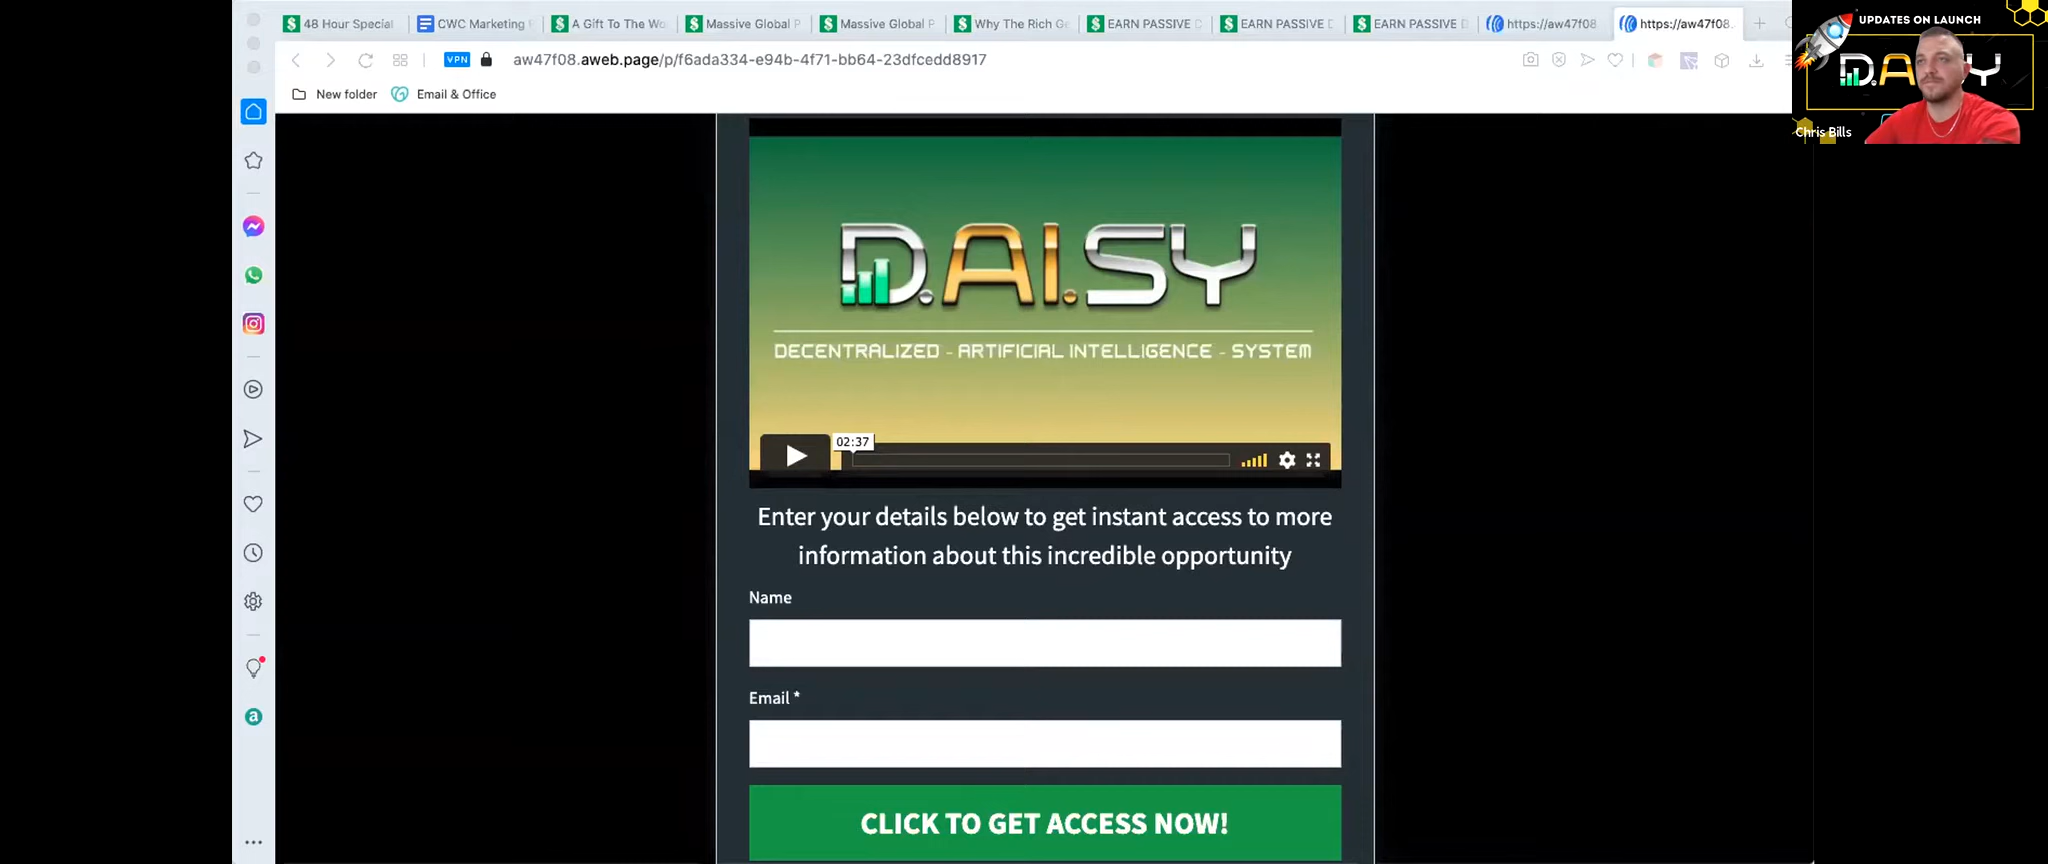 48 Hour Special
CWC Marketing
A Gift To The Wo
Massive Global P
Massive Global P
Why The Rich Ge
EARN PASSIVE
EARN PASSIVE
EARN PASSIVE
https://aw47f08.
https://aw47f08.
UPDATES ON LAUNCH
VPN
aw47f08.aweb.page/p/f6ada334-e94b-4f71-bb64-23dfcedd8917
New folder
Email & Office
Chris Bills
D.AI.SY
DECENTRALIZED - ARTIFICIAL INTELLIGENCE - SYSTEM
02:37
Enter your details below to get instant access to more
information about this incredible opportunity
Name
Email *
CLICK TO GET ACCESS NOW!